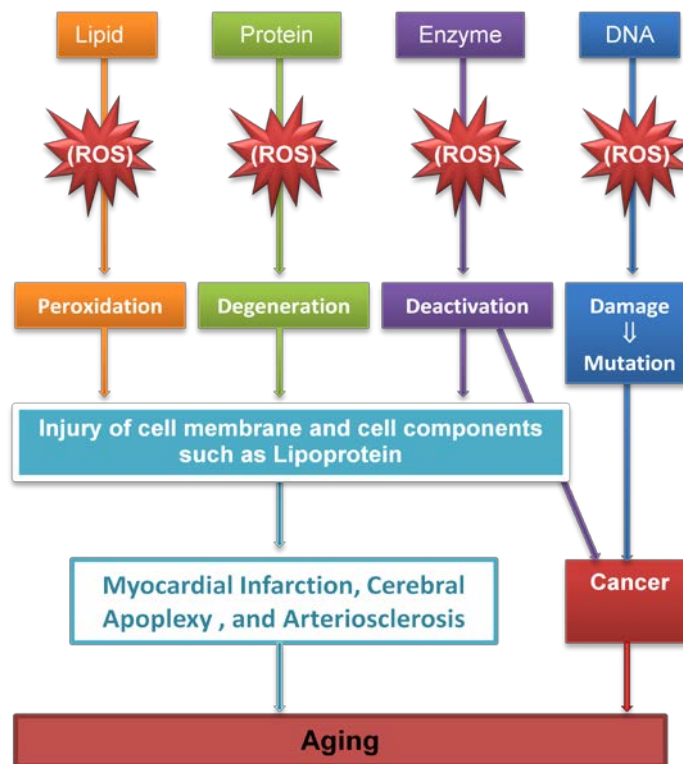 Lipid
Protein
Enzyme
DNA
(ROS)
(ROS)
(ROS)
(ROS)
Peroxidation
Degeneration
Deactivation
Damage
⇓
Mutation
Injury of cell membrane and cell components
such as Lipoprotein
Myocardial Infarction, Cerebral
Apoplexy , and Arteriosclerosis
Cancer
Aging